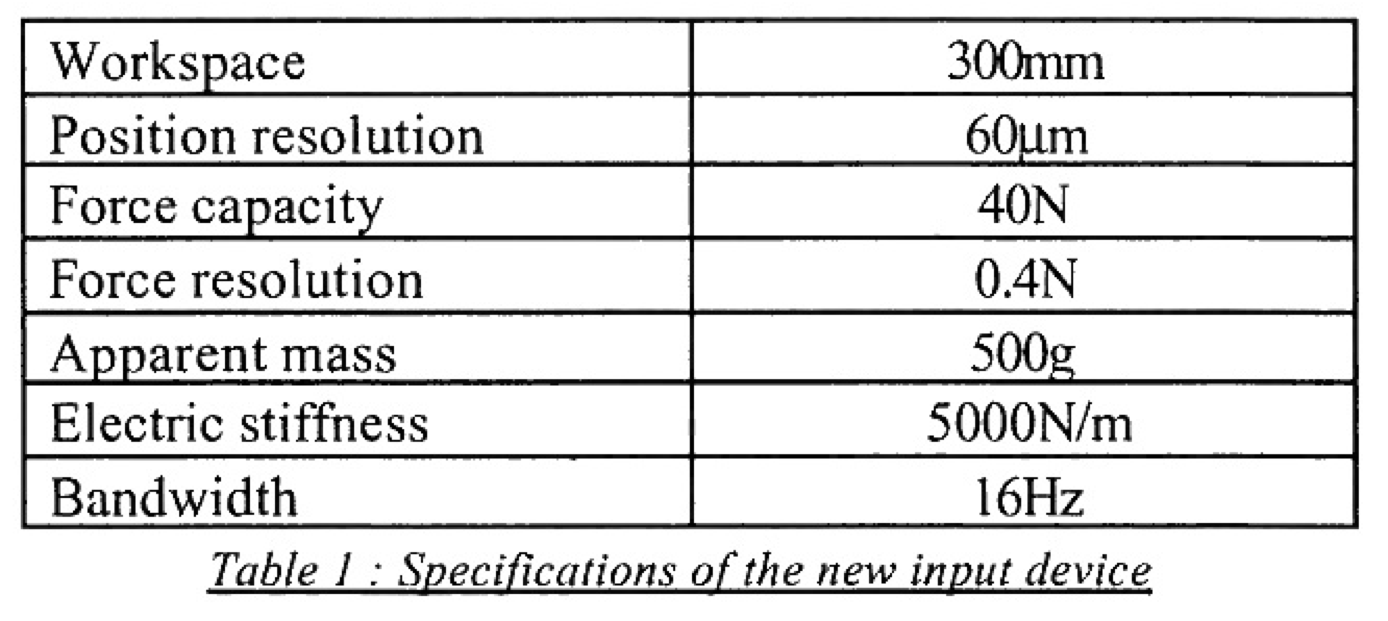 Workspace 300mm
Position resolution 60µm
Force capacity 40N
Force resolution 0.4N
Apparent mass 500g
Electric stiffness 5000N/m
Bandwidth 16Hz
Table 1 : Specifications of the new input device